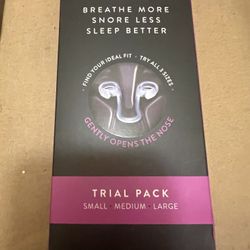 BREATHE MORE
SNORE LESS
SLEEP BETTER
FIND YOUR IDEAL FIT · TRY ALL 3 SIZES
GENTLY OPENS THE NOSE
TRIAL PACK
SMALL · MEDIUM · LARGE